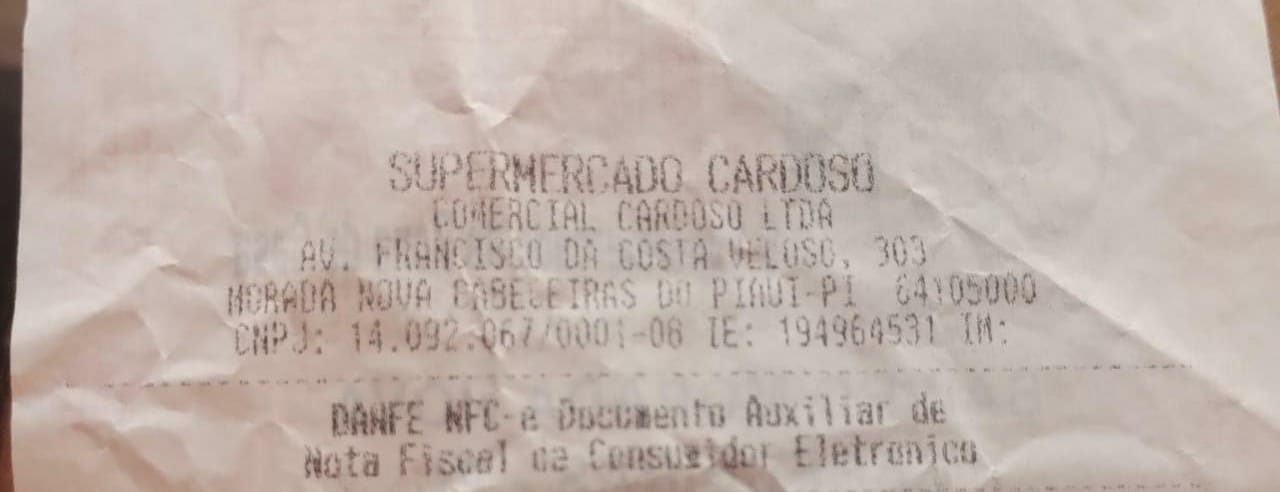 SUPERMERCADO CARDOSO
COMERCIAL CARDOSO LTDA
AV. FRANCISCO DA COSTA VELOSO, 303
MORADA NOVA CABECEIRAS DO PIAUI-PI 64105000
CNPJ: 14.092.067/0001-08 IE: 194964531 IM:
DANFE NFC-e Documento Auxiliar de
Nota Fiscal de Consumidor Eletronico